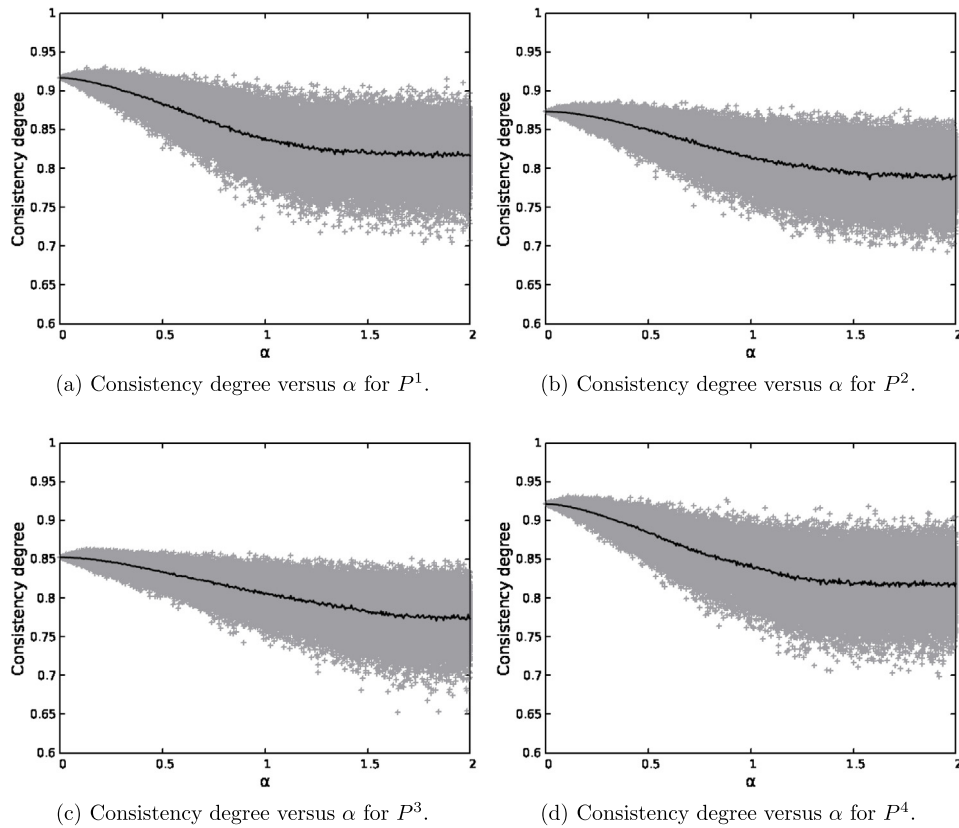 1
0.95
0.9
0.85
0.8
0.75
0.7
0.65
0.6
Consistency degree
0 0.5 1 1.5 2
α
(a) Consistency degree versus α for P¹.
1
0.95
0.9
0.85
0.8
0.75
0.7
0.65
0.6
Consistency degree
0 0.5 1 1.5 2
α
(b) Consistency degree versus α for P².
1
0.95
0.9
0.85
0.8
0.75
0.7
0.65
0.6
Consistency degree
0 0.5 1 1.5 2
α
(c) Consistency degree versus α for P³.
1
0.95
0.9
0.85
0.8
0.75
0.7
0.65
0.6
Consistency degree
0 0.5 1 1.5 2
α
(d) Consistency degree versus α for P⁴.